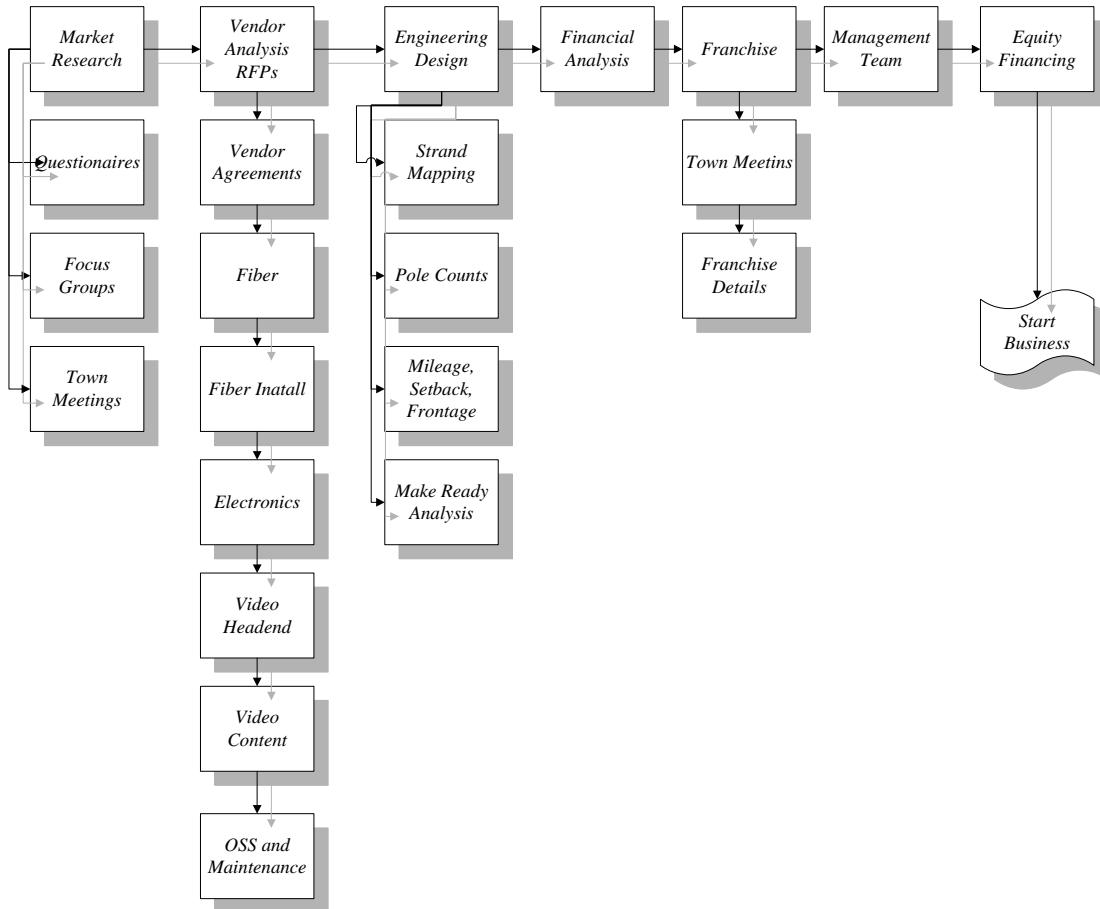 Market
Research
Vendor
Analysis
RFPs
Engineering
Design
Financial
Analysis
Franchise
Management
Team
Equity
Financing
Questionaires
Vendor
Agreements
Strand
Mapping
Town Meetins
Focus
Groups
Fiber
Pole Counts
Franchise
Details
Start
Business
Town
Meetings
Fiber Inatall
Mileage,
Setback,
Frontage
Electronics
Make Ready
Analysis
Video
Headend
Video
Content
OSS and
Maintenance